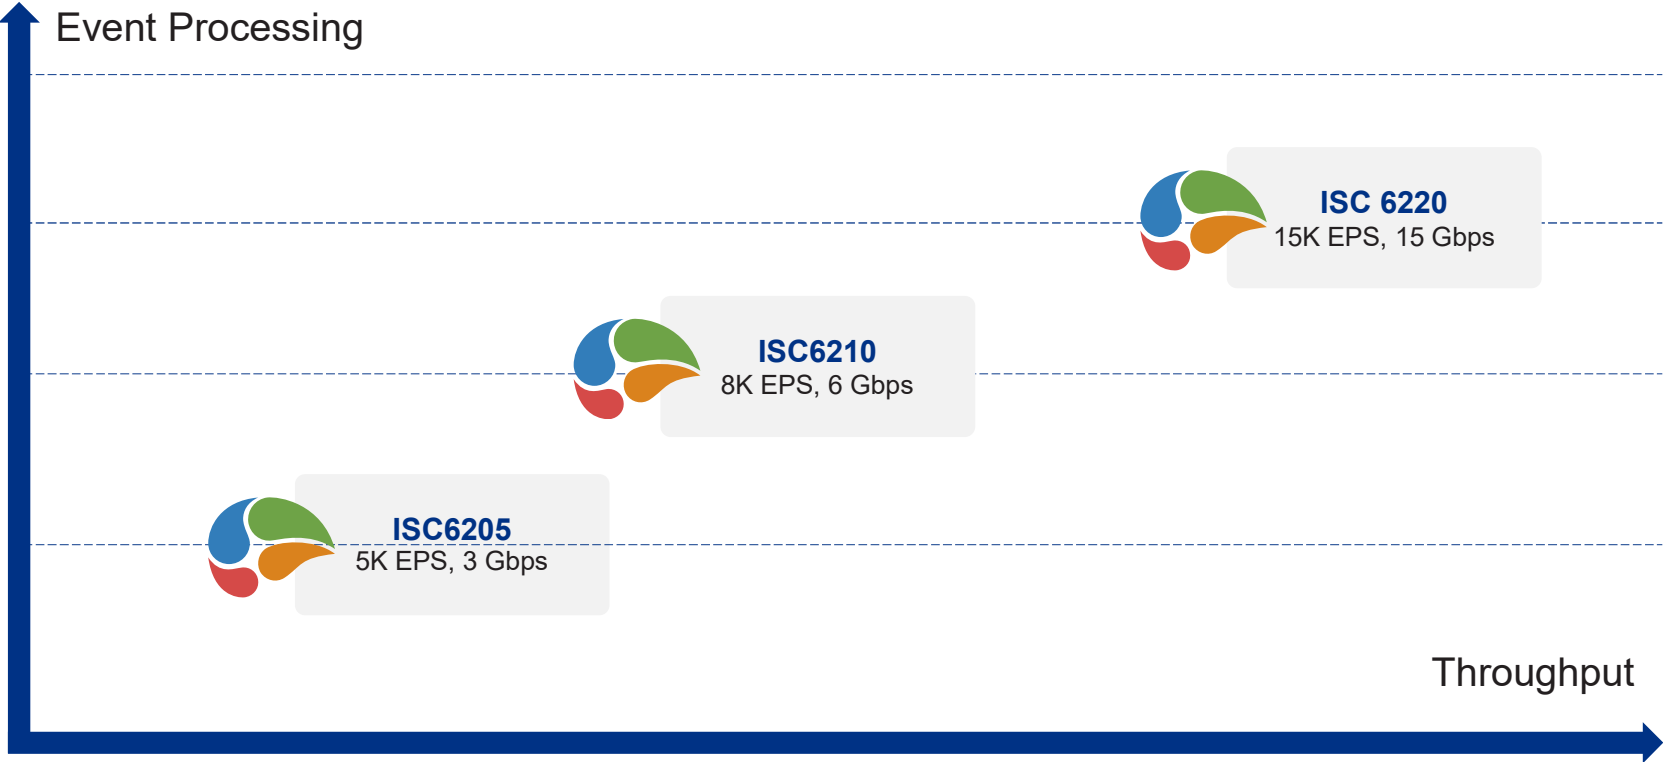 Event Processing
ISC 6220
15K EPS, 15 Gbps
ISC6210
8K EPS, 6 Gbps
ISC6205
5K EPS, 3 Gbps
Throughput